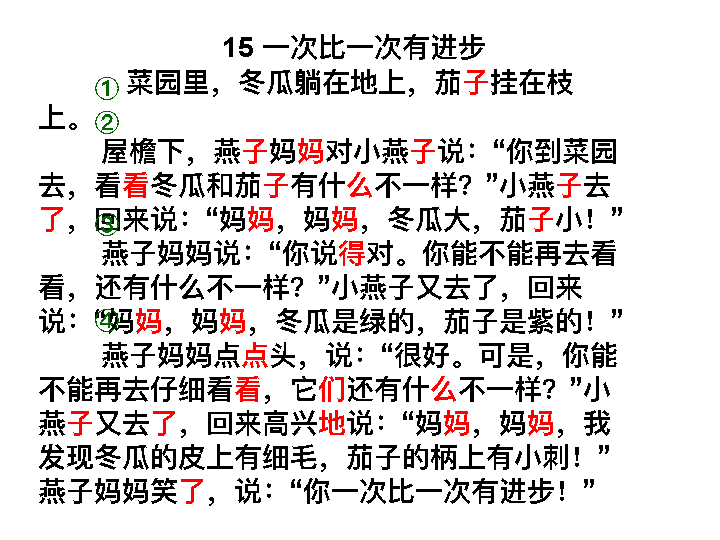 15 一次比一次有进步
① 菜园里，冬瓜躺在地上，茄子挂在枝
上。②
屋檐下，燕子妈妈对小燕子说：“你到菜园
去，看看冬瓜和茄子有什么不一样？”小燕子去
了，回③来说：“妈妈，妈妈，冬瓜大，茄子小！”
燕子妈妈说：“你说得对。你能不能再去看
看，还有什么不一样？”小燕子又去了，回来
说：“④妈妈，妈妈，冬瓜是绿的，茄子是紫的！”
燕子妈妈点点头，说：“很好。可是，你能
不能再去仔细看看，它们还有什么不一样？”小
燕子又去了，回来高兴地说：“妈妈，妈妈，我
发现冬瓜的皮上有细毛，茄子的柄上有小刺！”
燕子妈妈笑了，说：“你一次比一次有进步！”